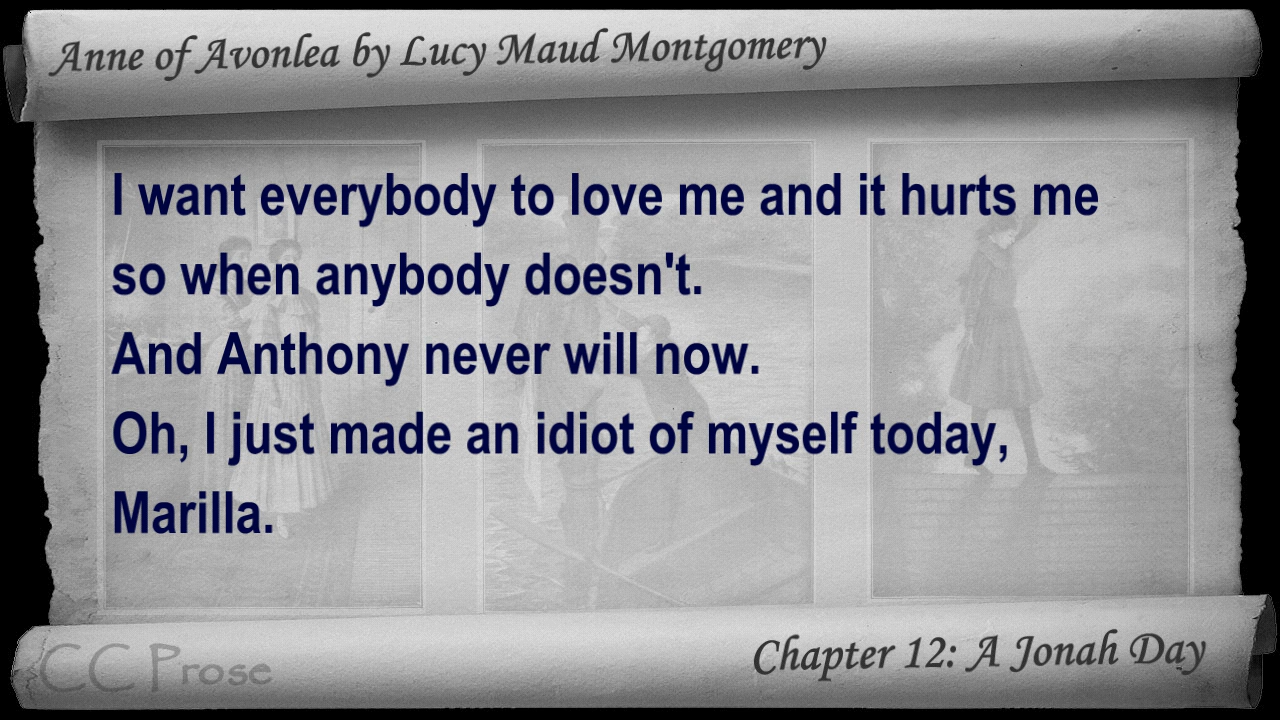 Anne of Avonlea by Lucy Maud Montgomery
I want everybody to love me and it hurts me
so when anybody doesn't.
And Anthony never will now.
Oh, I just made an idiot of myself today,
Marilla.
CC Prose
Chapter 12: A Jonah Day